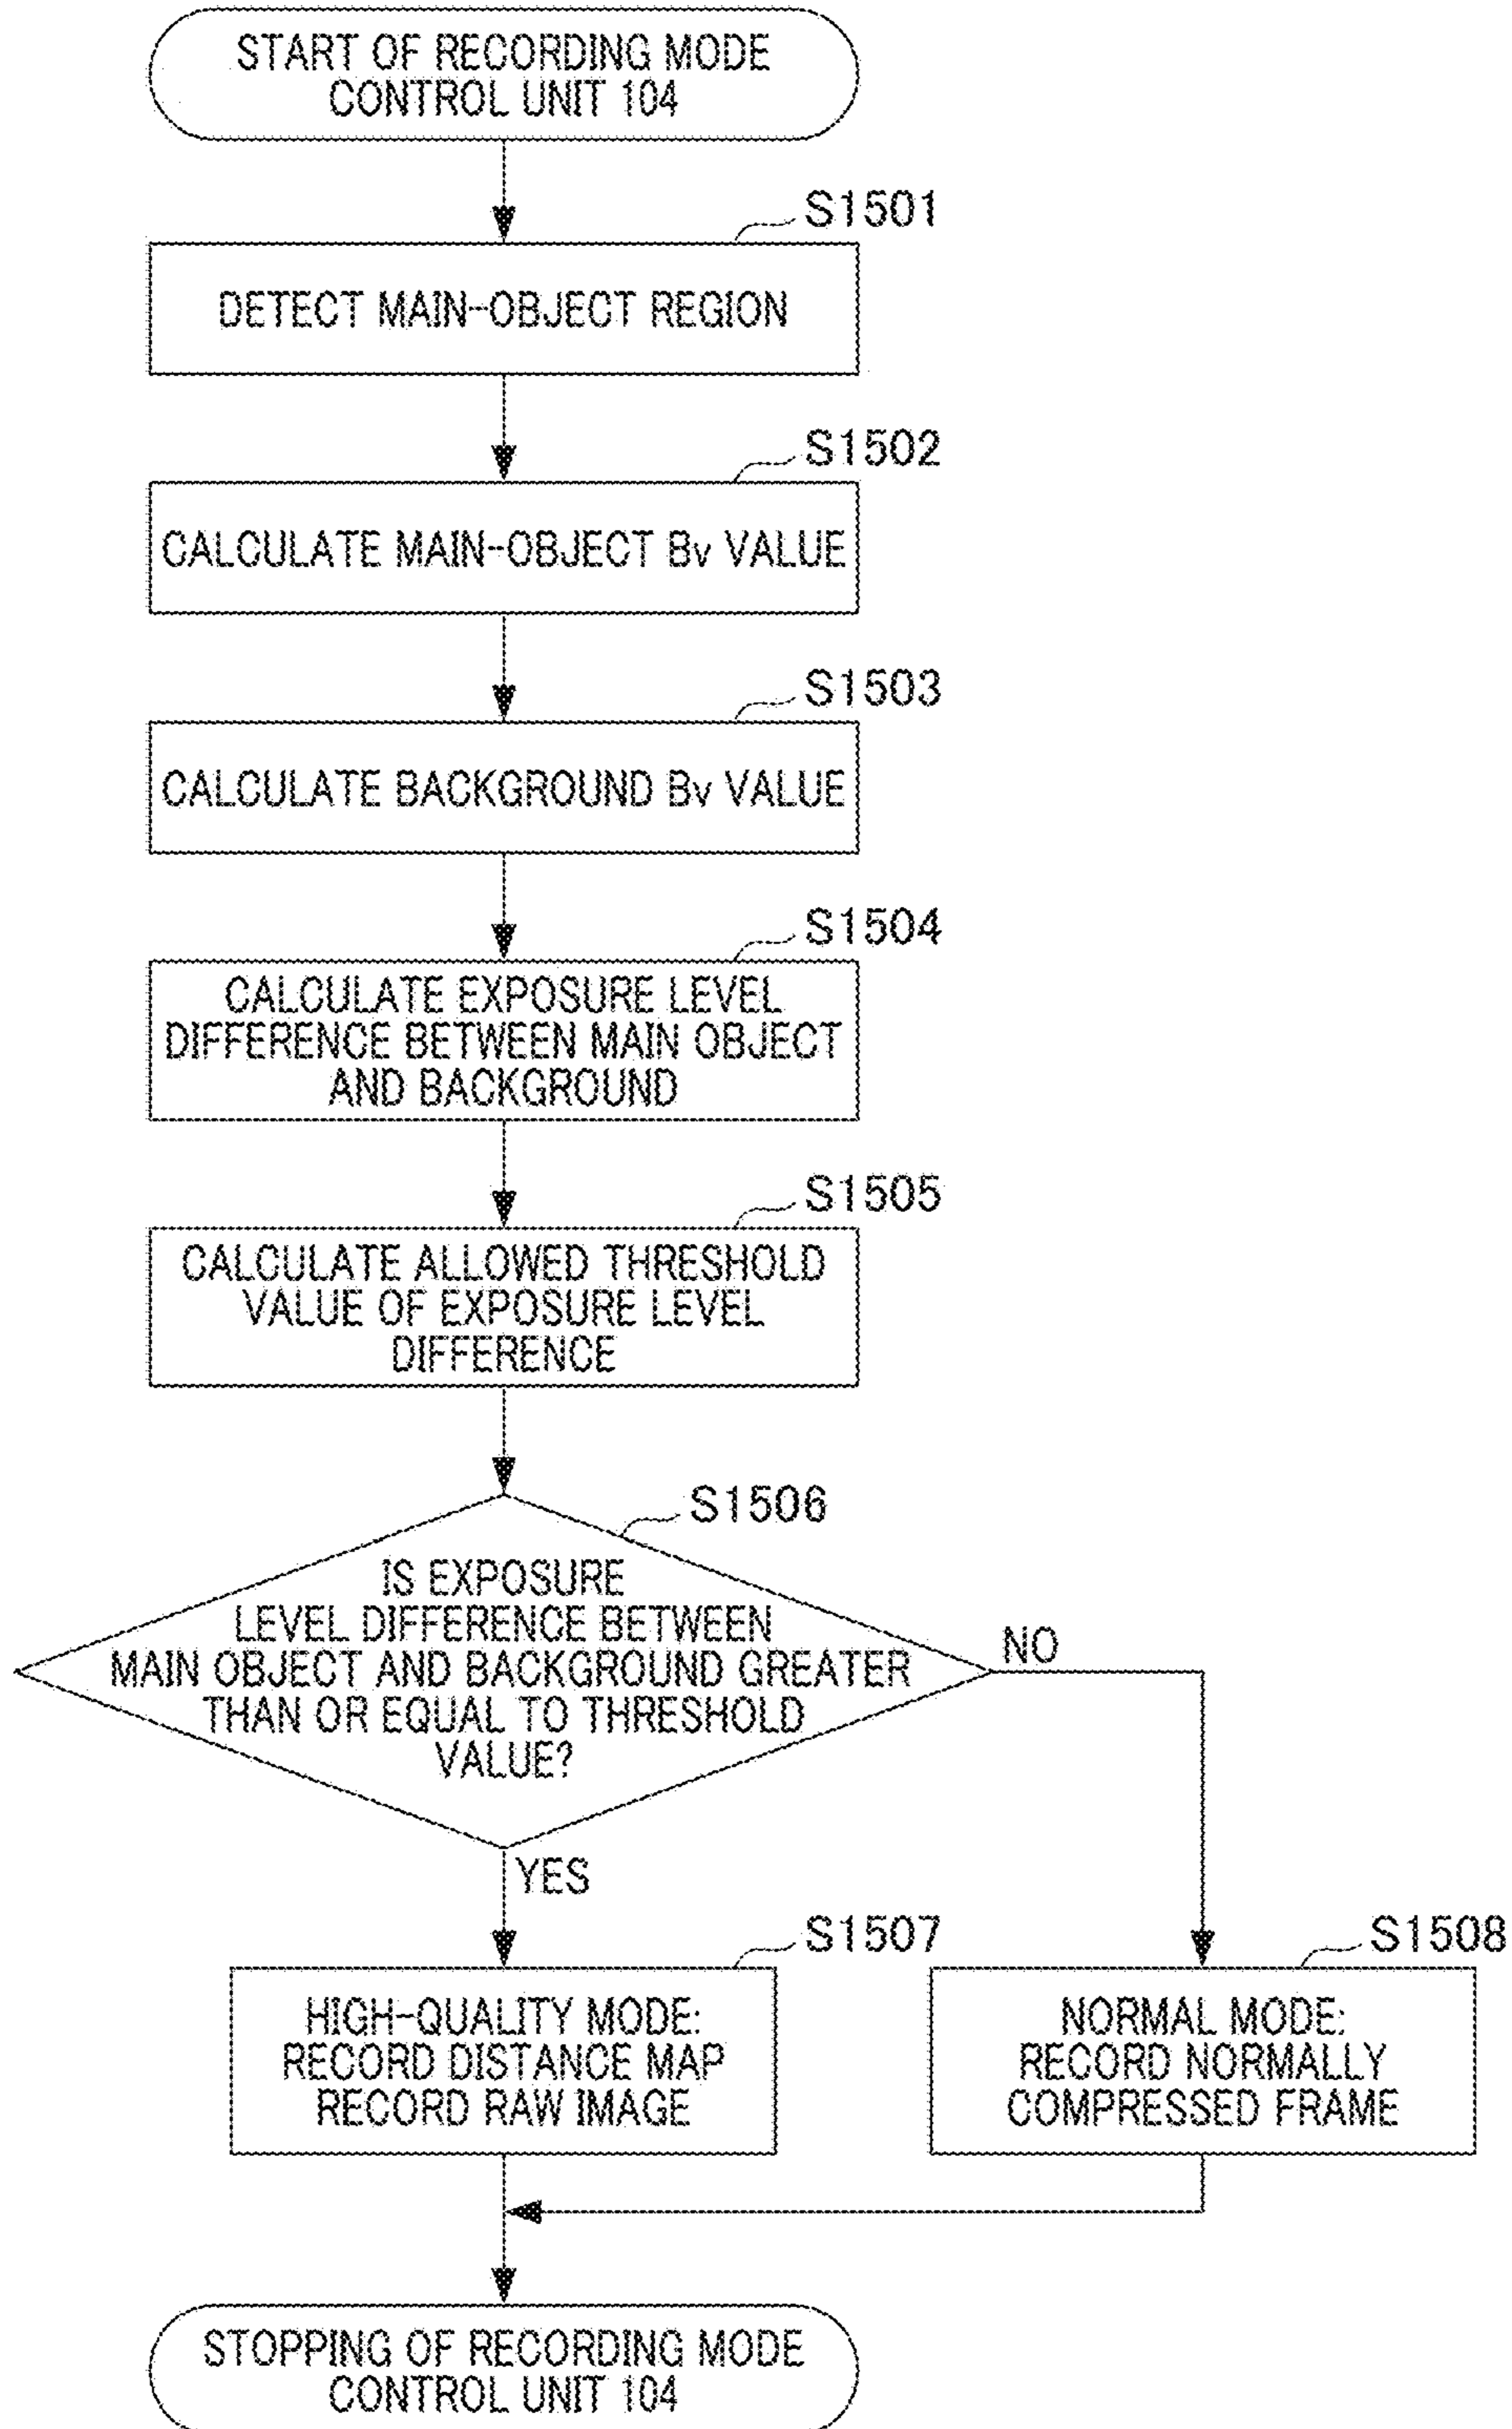 START OF RECORDING MODE
CONTROL UNIT 104
S1501
DETECT MAIN-OBJECT REGION
S1502
CALCULATE MAIN-OBJECT Bv VALUE
S1503
CALCULATE BACKGROUND Bv VALUE
S1504
CALCULATE EXPOSURE LEVEL
DIFFERENCE BETWEEN MAIN OBJECT
AND BACKGROUND
S1505
CALCULATE ALLOWED THRESHOLD
VALUE OF EXPOSURE LEVEL
DIFFERENCE
S1506
IS EXPOSURE
LEVEL DIFFERENCE BETWEEN
MAIN OBJECT AND BACKGROUND GREATER
THAN OR EQUAL TO THRESHOLD
VALUE?
NO
YES
S1507
HIGH-QUALITY MODE:
RECORD DISTANCE MAP
RECORD RAW IMAGE
S1508
NORMAL MODE:
RECORD NORMALLY
COMPRESSED FRAME
STOPPING OF RECORDING MODE
CONTROL UNIT 104